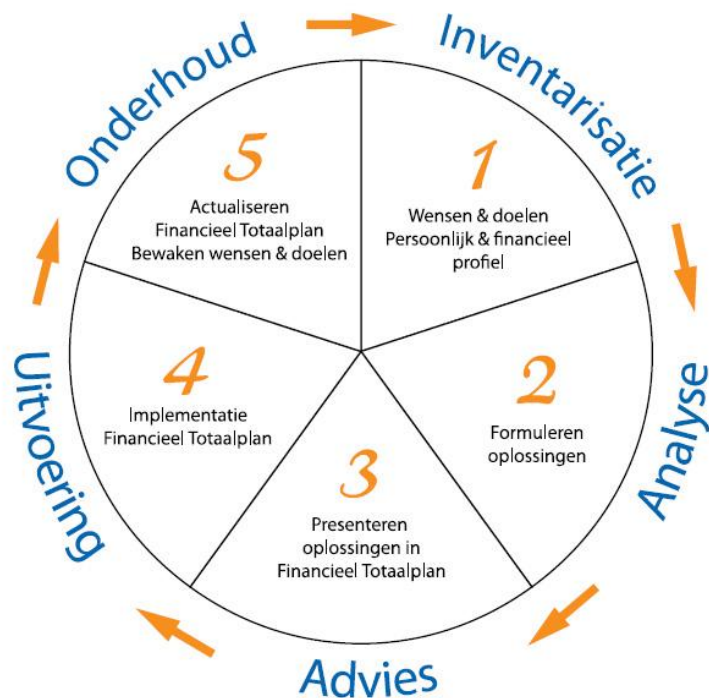 Inventarisatie
1
Wensen & doelen
Persoonlijk & financieel
profiel
Analyse
2
Formuleren
oplossingen
Advies
3
Presenteren
oplossingen in
Financieel Totaalplan
Uitvoering
4
Implementatie
Financieel Totaalplan
Onderhoud
5
Actualiseren
Financieel Totaalplan
Bewaken wensen & doelen